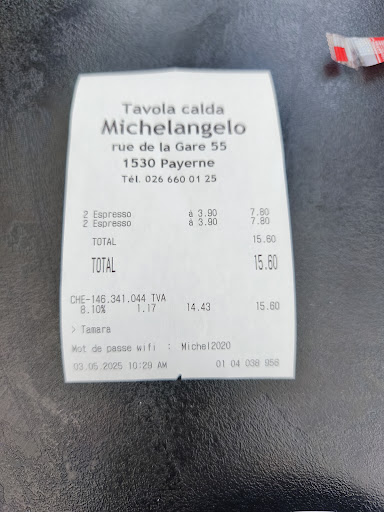 Tavola calda
Michelangelo
rue de la Gare 55
1530 Payerne
Tél. 026 660 01 25
2 Espresso à 3.90 7.80
2 Espresso à 3.90 7.80
TOTAL 15.60
TOTAL 15.60
CHE-146.341.044 TVA
8.10% 1.17 14.43 15.60
> Tamara
Mot de passe wifi : Michel2020
03.05.2025 10:29 AM 01 04 038 958